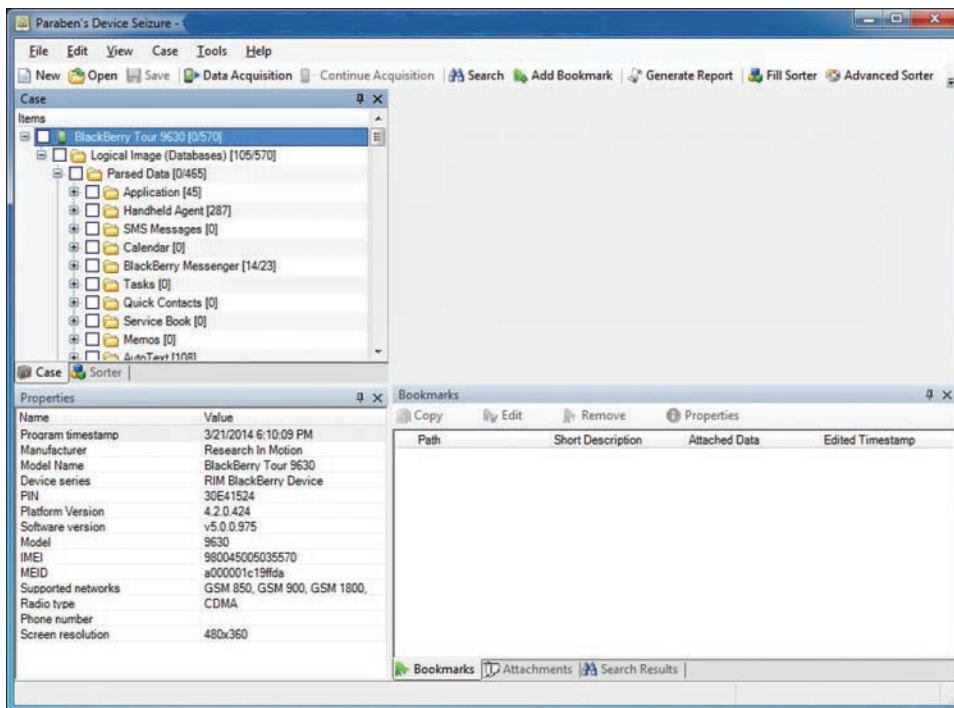 Paraben's Device Seizure -
File Edit View Case Tools Help
New Open Save Data Acquisition Continue Acquisition Search Add Bookmark Generate Report Fill Sorter Advanced Sorter
Case
Items
BlackBerry Tour 9630 [0/570]
Logical Image (Databases) [105/570]
Parsed Data [0/465]
Application [45]
Handheld Agent [287]
SMS Messages [0]
Calendar [0]
BlackBerry Messenger [14/23]
Tasks [0]
Quick Contacts [0]
Service Book [0]
Memos [0]
AutoText [108]
Case Sorter
Properties
Name Value
Program timestamp 3/21/2014 6:10:09 PM
Manufacturer Research In Motion
Model Name BlackBerry Tour 9630
Device series RIM BlackBerry Device
PIN 30E41524
Platform Version 4.2.0.424
Software version v5.0.0.975
Model 9630
IMEI 980045005035570
MEID a000001c19ffda
Supported networks GSM 850, GSM 900, GSM 1800,
Radio type CDMA
Phone number
Screen resolution 480x360
Bookmarks
Copy Edit Remove Properties
Path Short Description Attached Data Edited Timestamp
Bookmarks Attachments Search Results